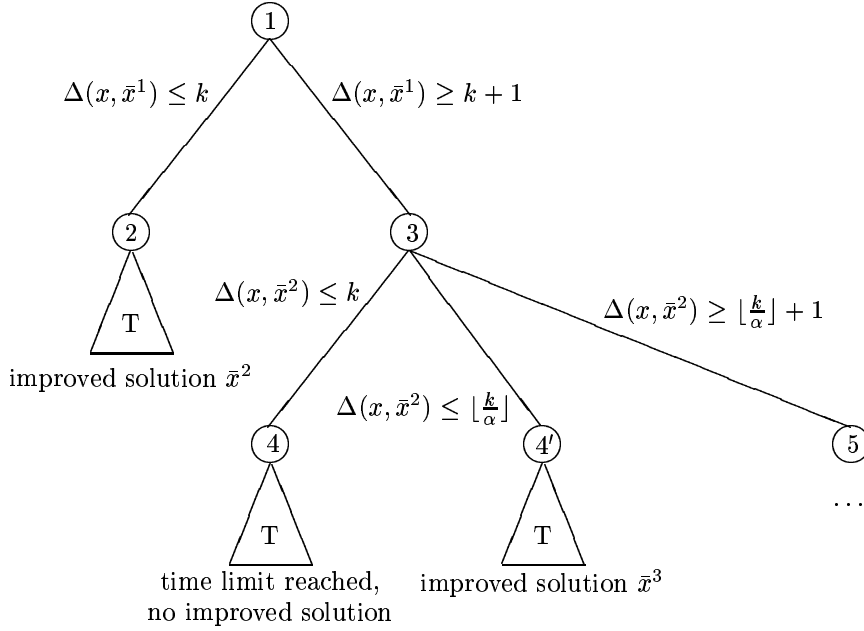 1
Δ(x, x̄¹) ≤ k
Δ(x, x̄¹) ≥ k + 1
2
3
Δ(x, x̄²) ≤ k
Δ(x, x̄²) ≥ ⌊k/α⌋ + 1
T
improved solution x̄²
Δ(x, x̄²) ≤ ⌊k/α⌋
4
4′
5
T
T
...
time limit reached,
no improved solution
improved solution x̄³